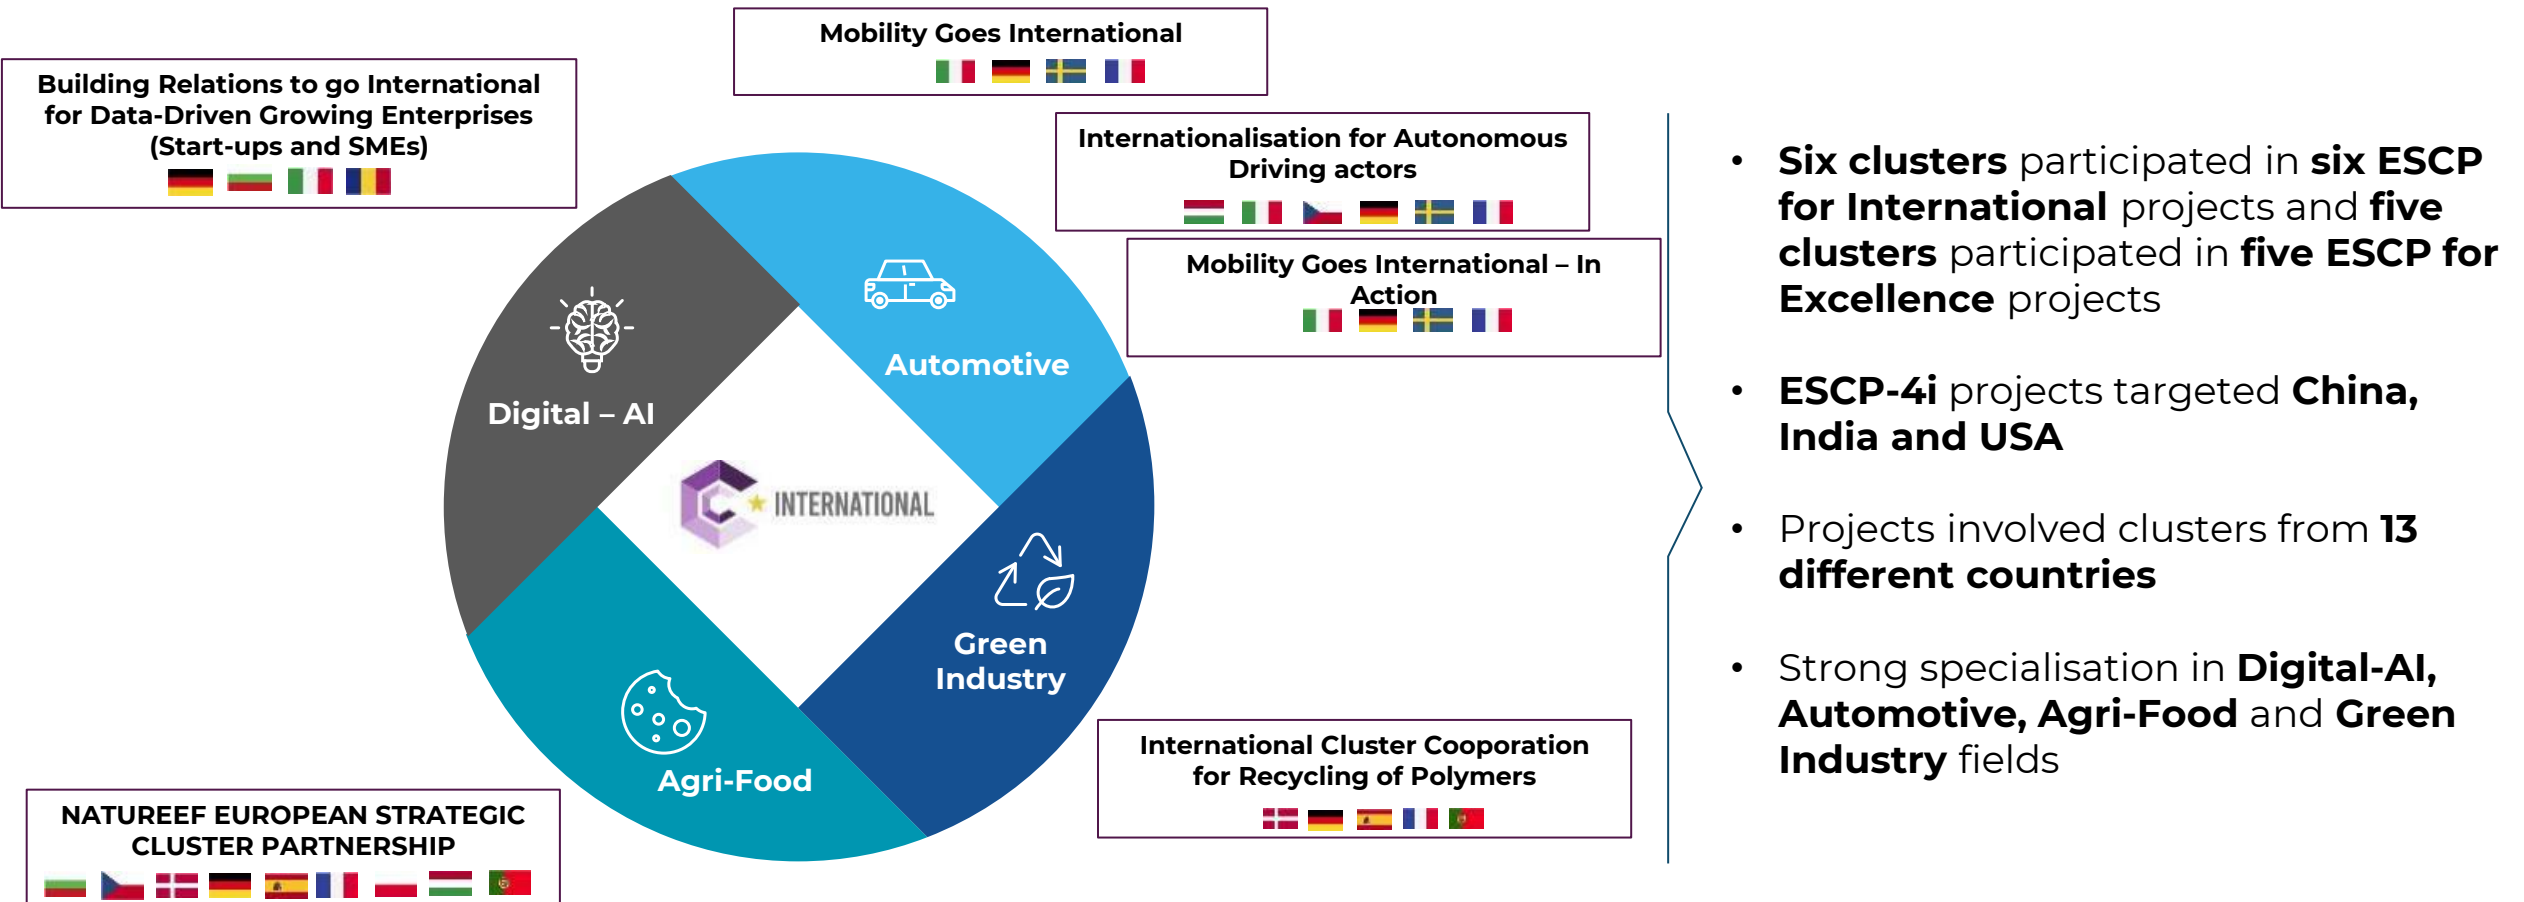 Mobility Goes International
Building Relations to go International
for Data-Driven Growing Enterprises
(Start-ups and SMEs)
Internationalisation for Autonomous
Driving actors
Mobility Goes International – In
Action
Automotive
Digital – AI
INTERNATIONAL
Green
Industry
Agri-Food
International Cluster Cooporation
for Recycling of Polymers
NATUREEF EUROPEAN STRATEGIC
CLUSTER PARTNERSHIP
• Six clusters participated in six ESCP
for International projects and five
clusters participated in five ESCP for
Excellence projects
• ESCP-4i projects targeted China,
India and USA
• Projects involved clusters from 13
different countries
• Strong specialisation in Digital-AI,
Automotive, Agri-Food and Green
Industry fields